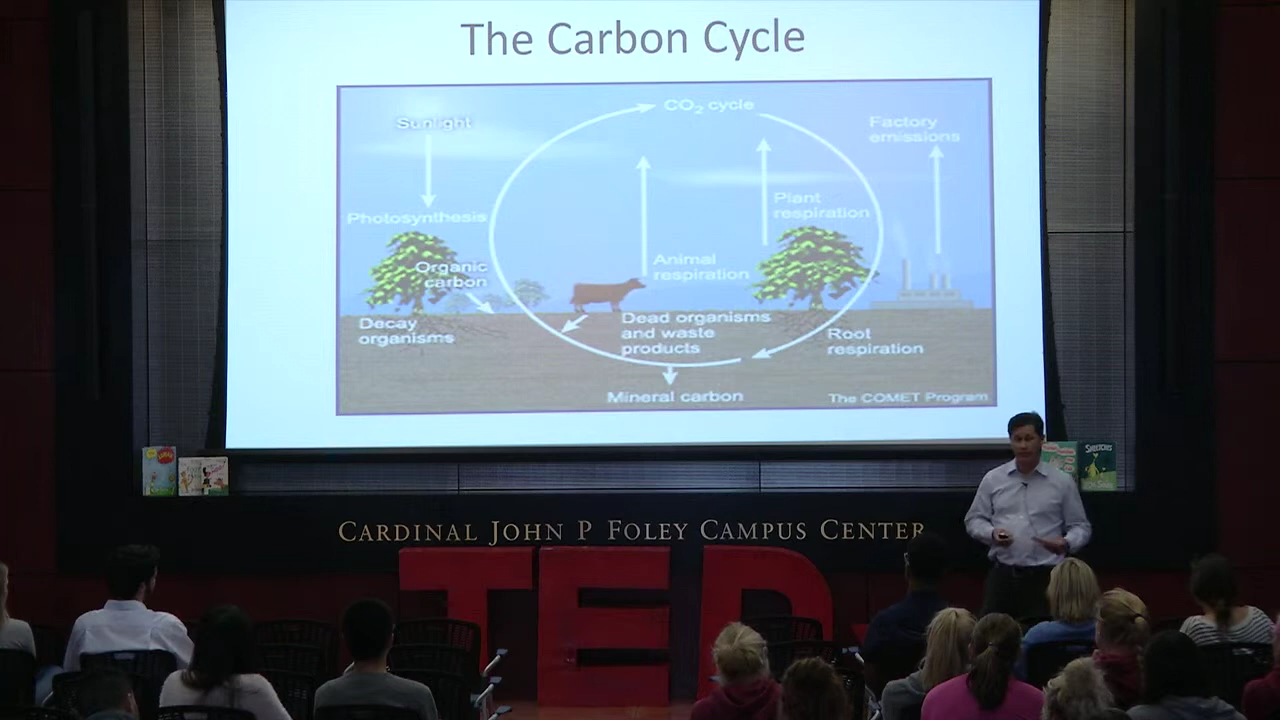 The Carbon Cycle
CO₂ cycle
Sunlight
Factory
emissions
Photosynthesis
Plant
respiration
Organic
carbon
Animal
respiration
Decay
organisms
Dead organisms
and waste
products
Root
respiration
Mineral carbon
The COMET Program
SNEETCHES
CARDINAL JOHN P FOLEY CAMPUS CENTER
TED